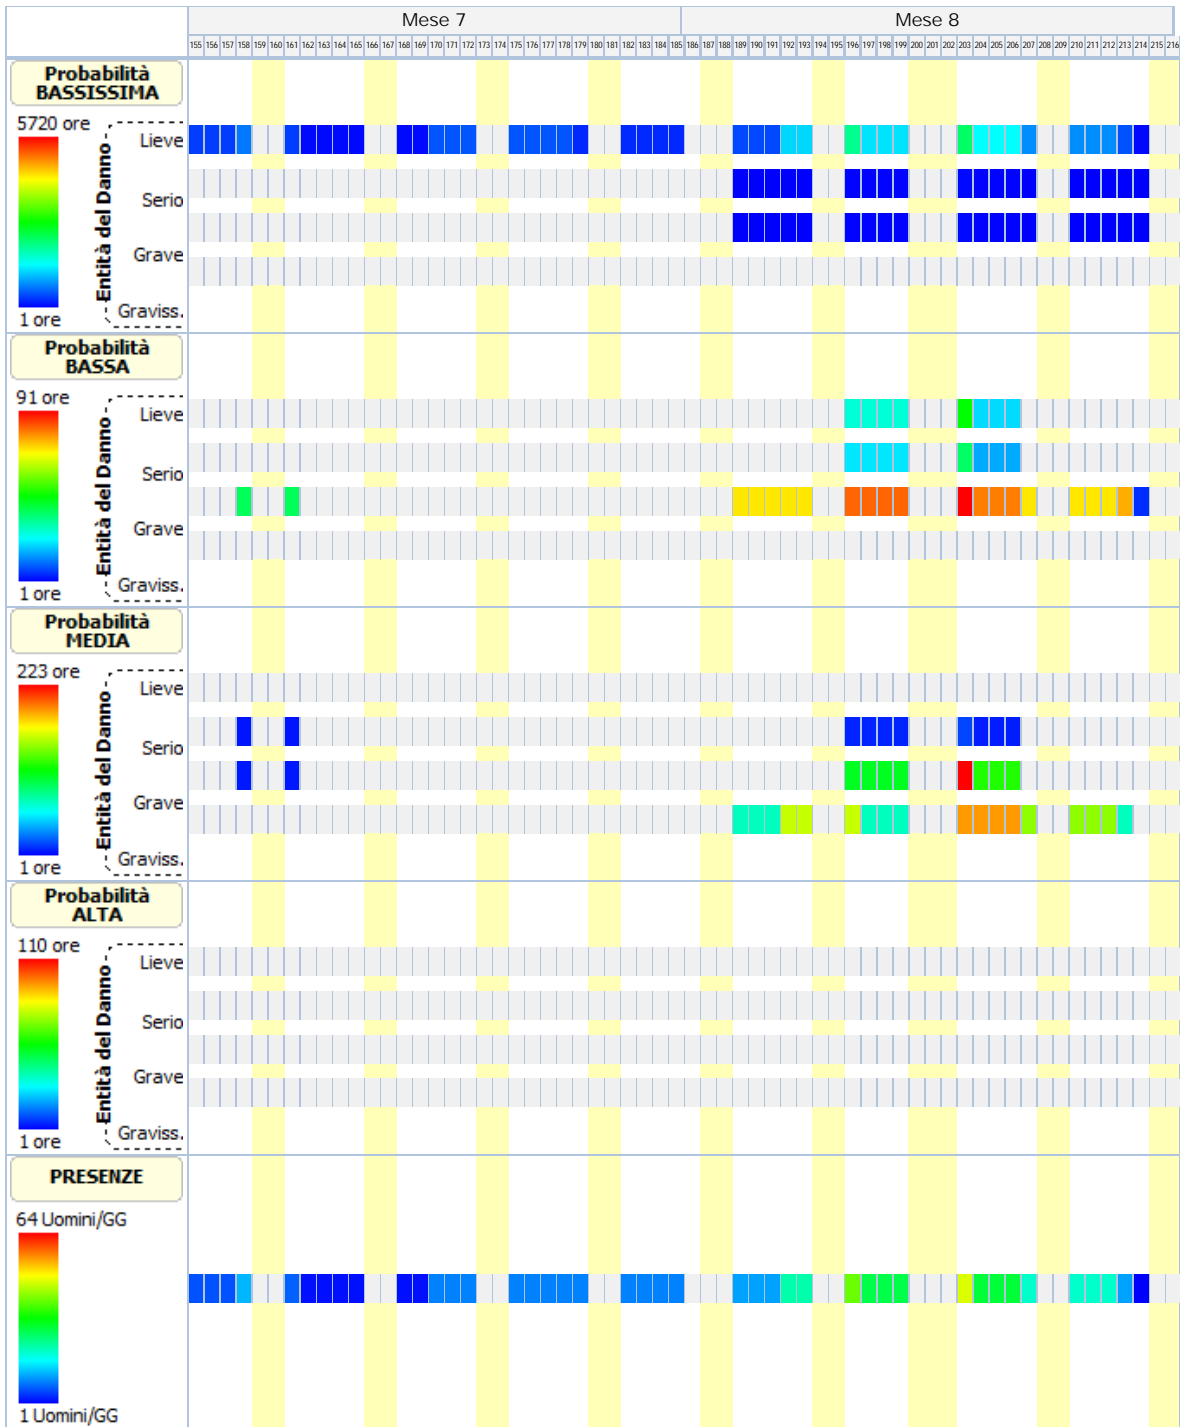 Mese 7 Mese 8
155 156 157 158 159 160 161 162 163 164 165 166 167 168 169 170 171 172 173 174 175 176 177 178 179 180 181 182 183 184 185 186 187 188 189 190 191 192 193 194 195 196 197 198 199 200 201 202 203 204 205 206 207 208 209 210 211 212 213 214 215 216
Probabilità
BASSISSIMA
5720 ore
Entità del Danno
Lieve
Serio
Grave
Graviss.
1 ore
Probabilità
BASSA
91 ore
Entità del Danno
Lieve
Serio
Grave
Graviss.
1 ore
Probabilità
MEDIA
223 ore
Entità del Danno
Lieve
Serio
Grave
Graviss.
1 ore
Probabilità
ALTA
110 ore
Entità del Danno
Lieve
Serio
Grave
Graviss.
1 ore
PRESENZE
64 Uomini/GG
1 Uomini/GG